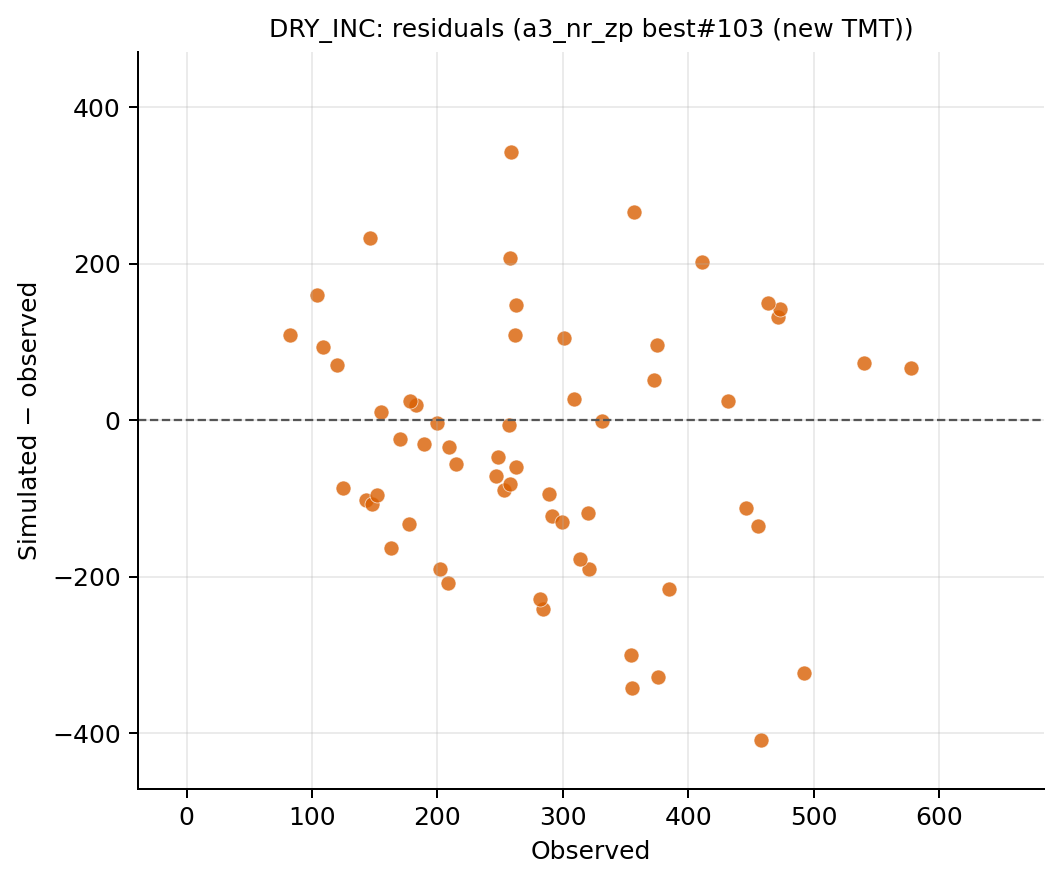 DRY_INC: residuals (a3_nr_zp best#103 (new TMT))
Simulated − observed
400
200
0
−200
−400
0 100 200 300 400 500 600
Observed